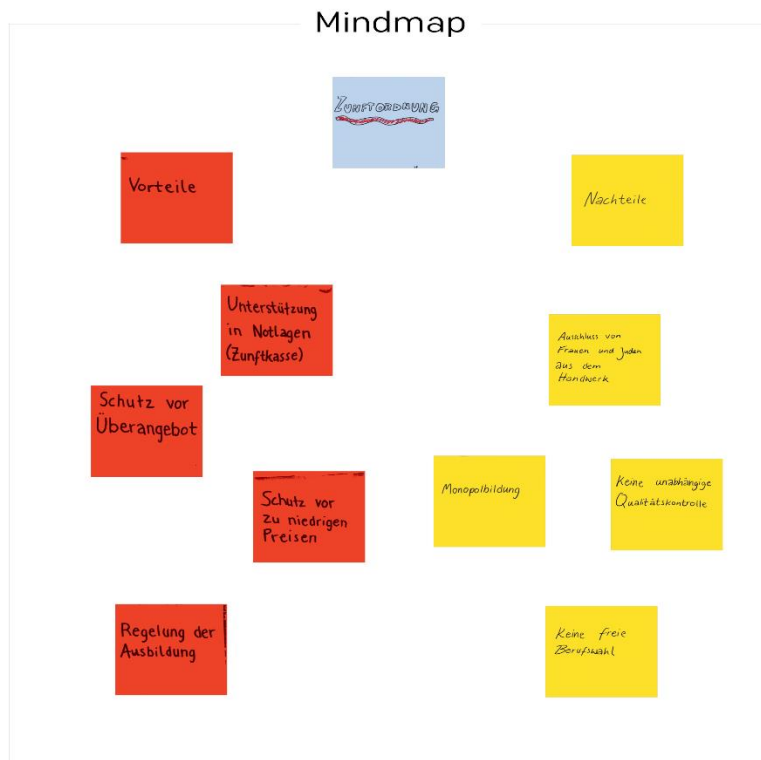 Mindmap
ZUNFTORDNUNG
Vorteile
Nachteile
Unterstützung
in Notlagen
(Zunftkasse)
Ausschluss von
Frauen und Juden
aus dem
Handwerk
Schutz vor
Überangebot
Schutz vor
zu niedrigen
Preisen
Monopolbildung
Keine unabhängige
Qualitätskontrolle
Regelung der
Ausbildung
Keine freie
Berufswahl